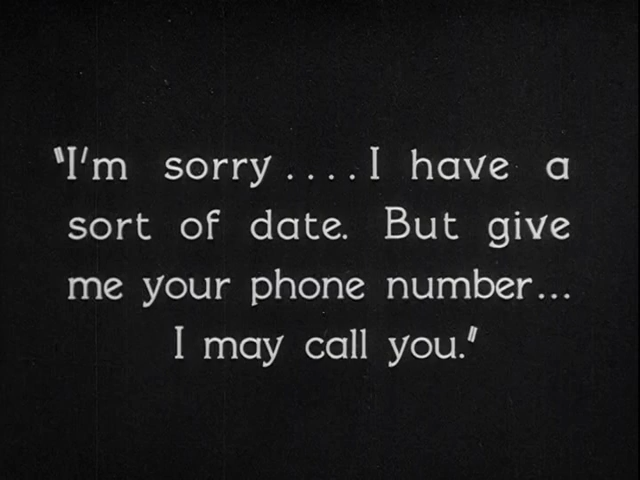 "I'm sorry....I have a
sort of date. But give
me your phone number...
I may call you."